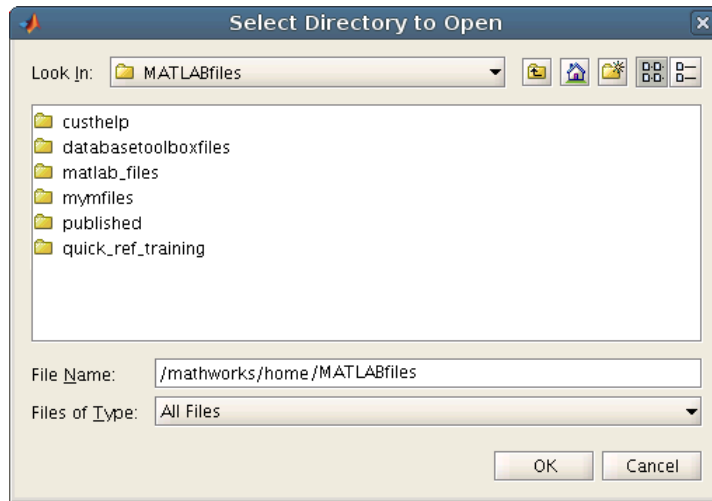 Select Directory to Open
Look In: MATLABfiles
custhelp
databasetoolboxfiles
matlab_files
mymfiles
published
quick_ref_training
File Name: /mathworks/home/MATLABfiles
Files of Type: All Files
OK Cancel